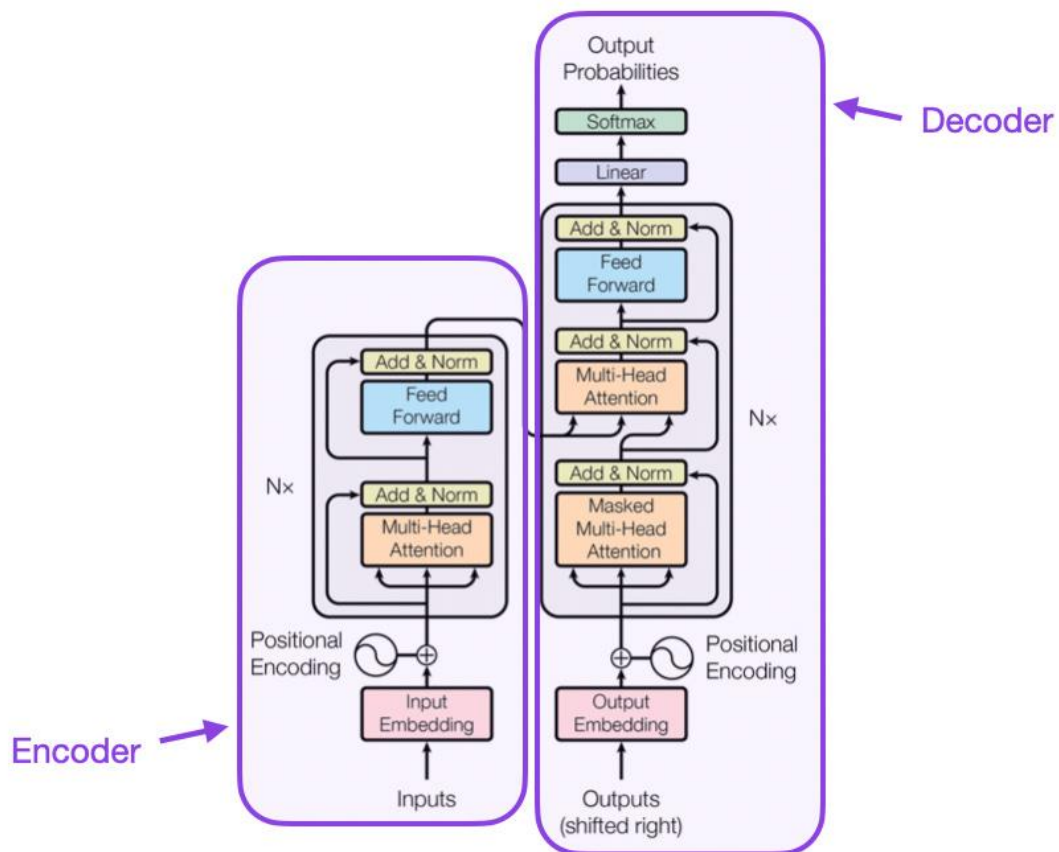 Output
Probabilities
Softmax
Linear
Add & Norm
Feed
Forward
Add & Norm
Multi-Head
Attention
Nx
Add & Norm
Masked
Multi-Head
Attention
Positional
Encoding
Output
Embedding
Outputs
(shifted right)
Decoder
Add & Norm
Feed
Forward
Nx
Add & Norm
Multi-Head
Attention
Positional
Encoding
Input
Embedding
Inputs
Encoder